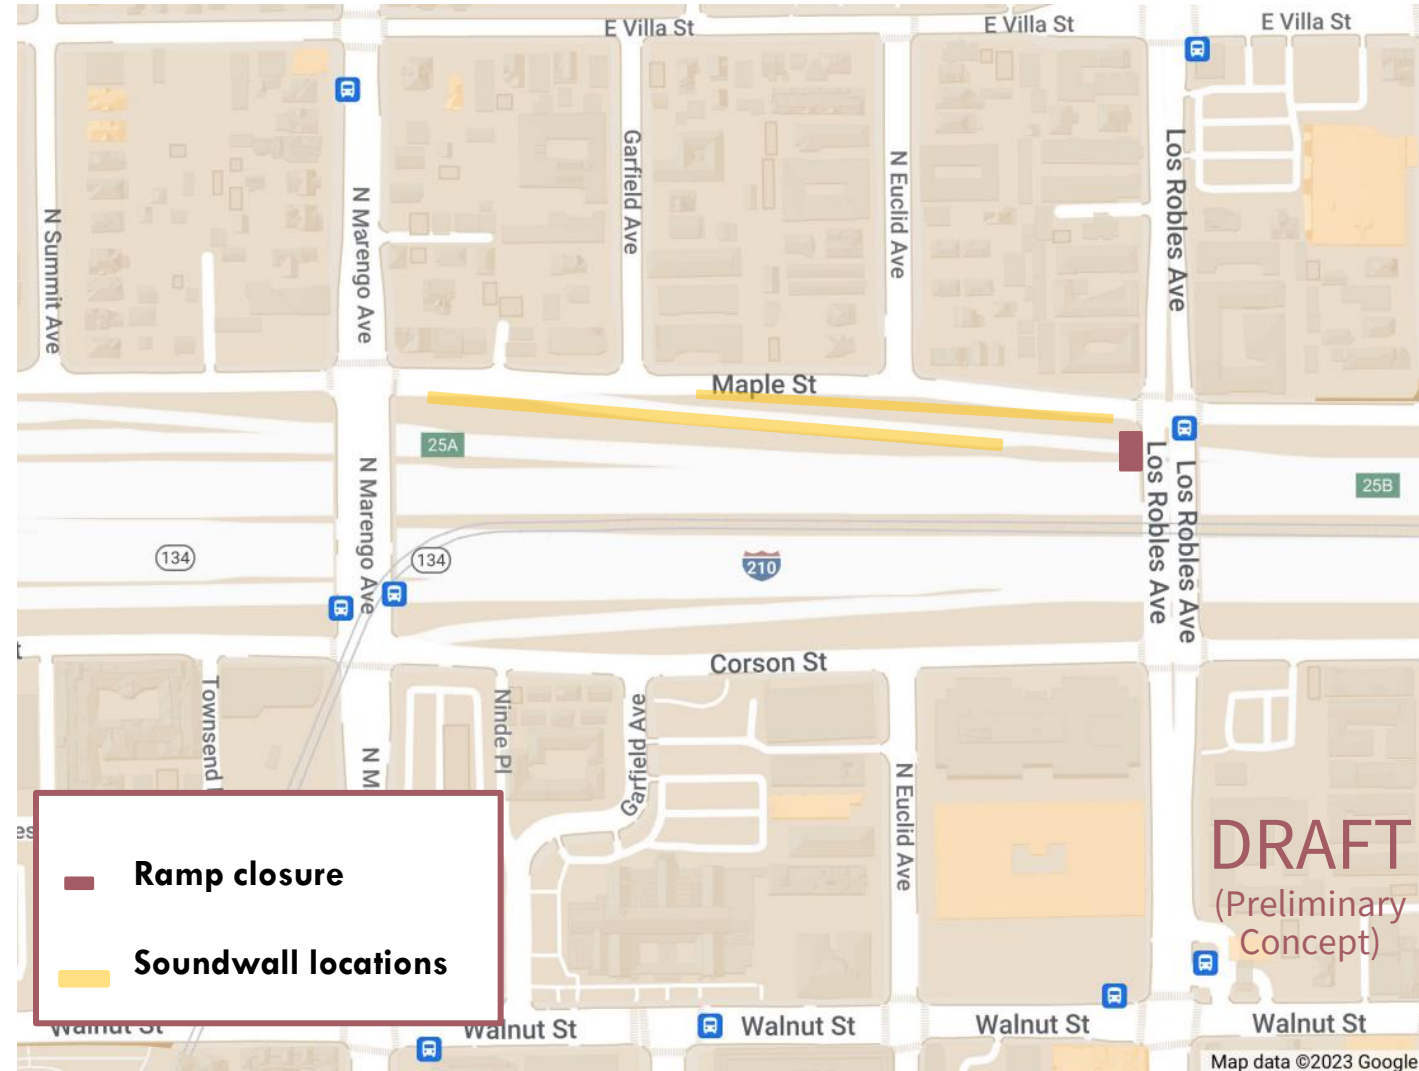 E Villa St
E Villa St
E Villa St
N Summit Ave
N Marengo Ave
Garfield Ave
N Euclid Ave
Los Robles Ave
Maple St
25A
25B
N Marengo Ave
Los Robles Ave
Los Robles Ave
134
134
210
Corson St
Townsend
Ninde Pl
Garfield Ave
N M
N Euclid Ave
Ramp closure
Soundwall locations
DRAFT
(Preliminary
Concept)
Walnut St
Walnut St
Walnut St
Walnut St
Walnut St
Map data ©2023 Google